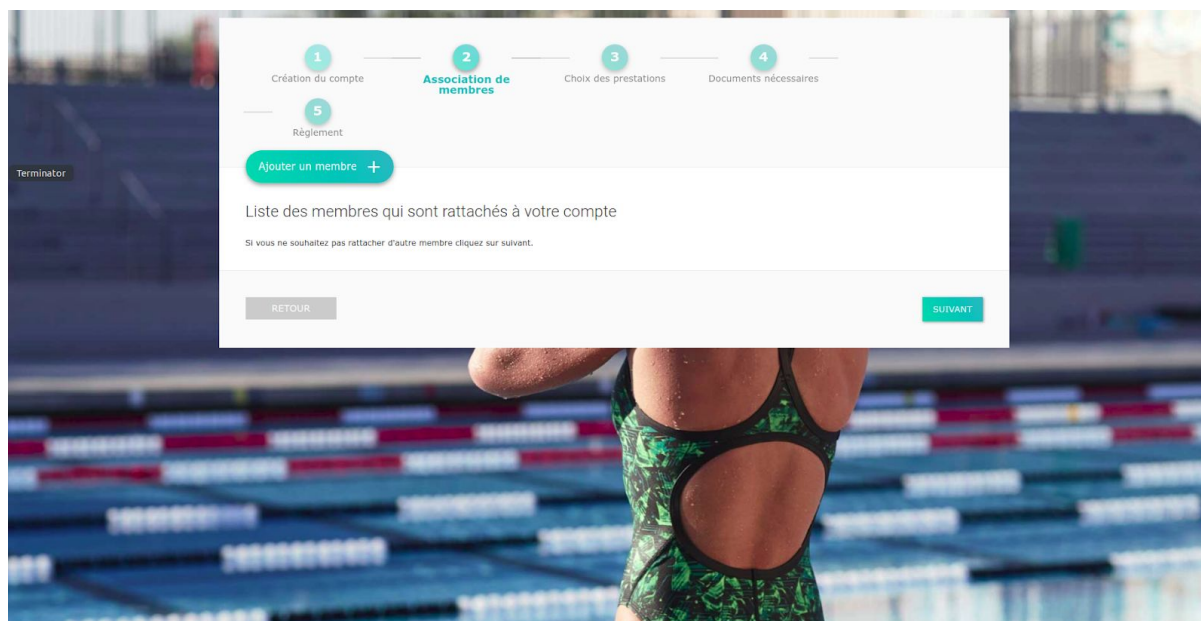 1
Création du compte
2
Association de
membres
3
Choix des prestations
4
Documents nécessaires
5
Règlement
Ajouter un membre +
Terminator
Liste des membres qui sont rattachés à votre compte
Si vous ne souhaitez pas rattacher d'autre membre cliquez sur suivant.
RETOUR
SUIVANT